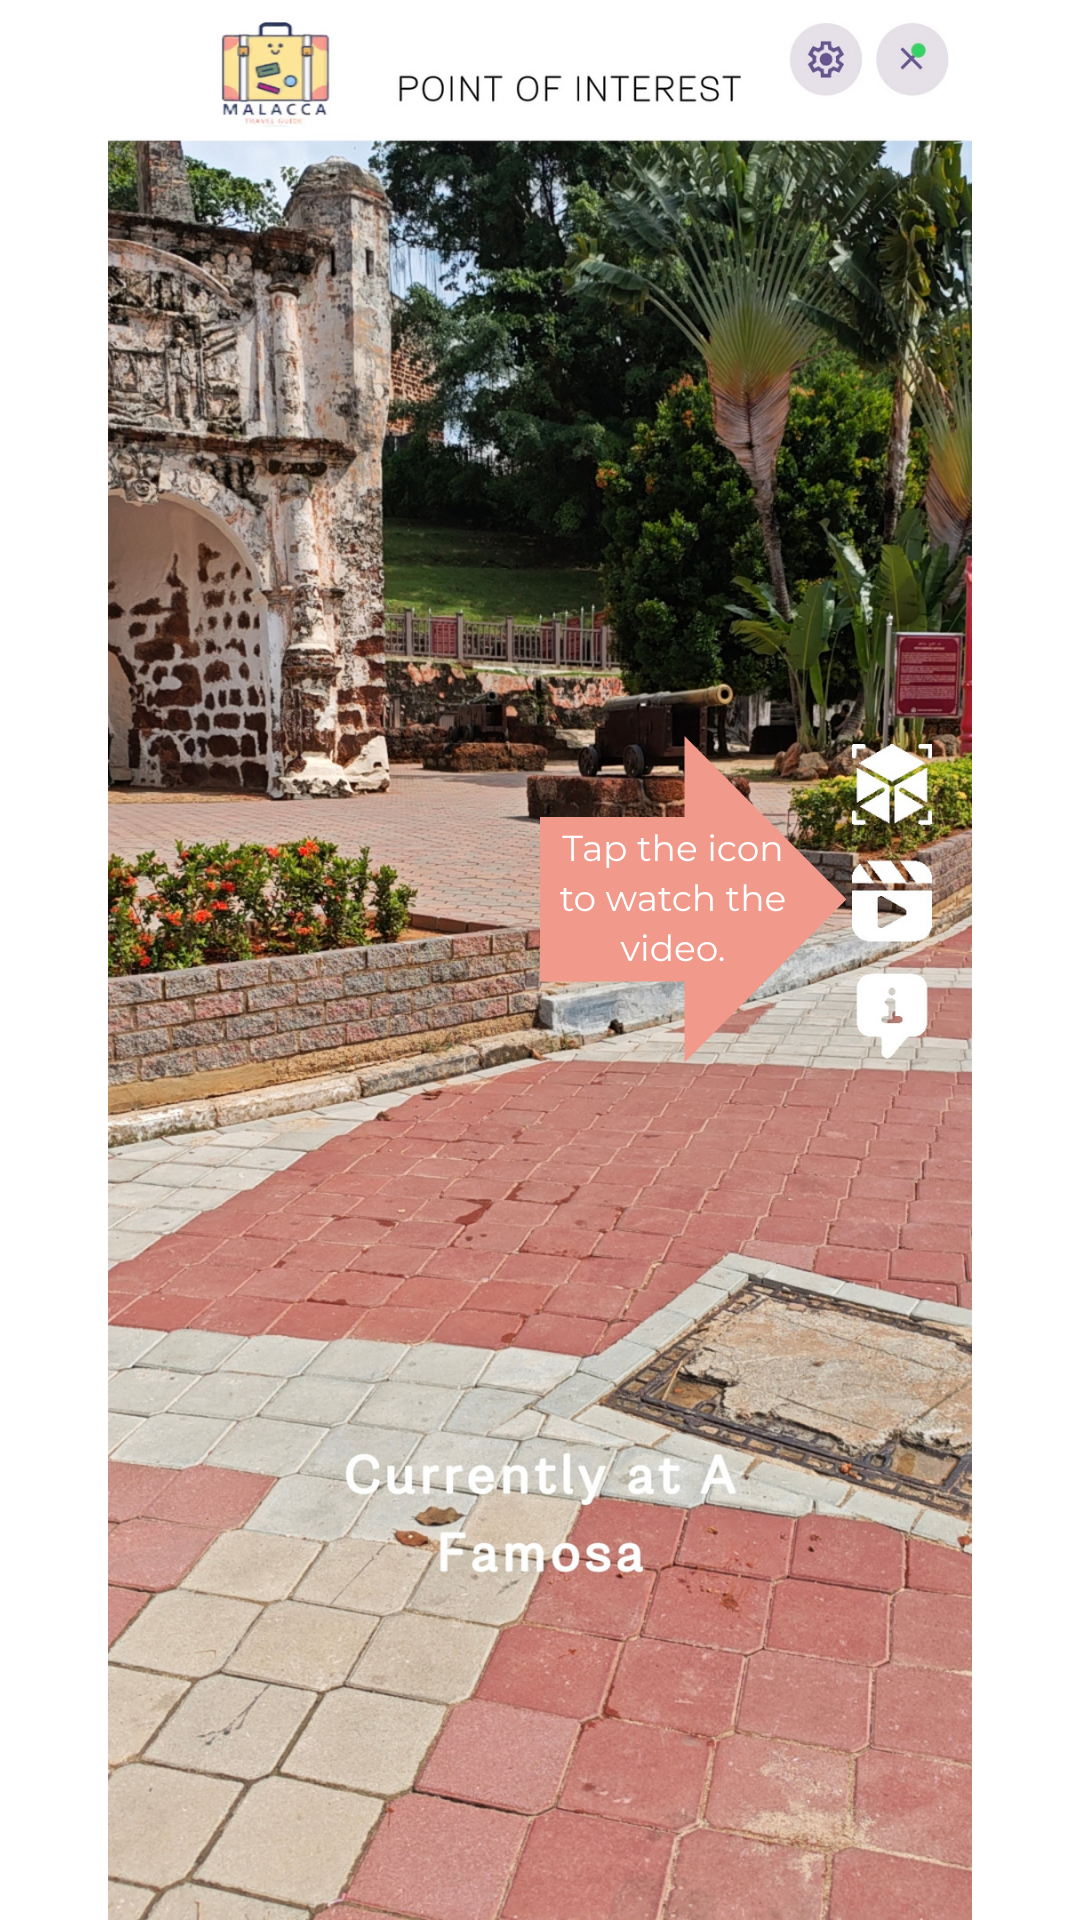 MALACCA
TRAVEL GUIDE
POINT OF INTEREST
Tap the icon
to watch the
video.
i
Currently at A
Famosa